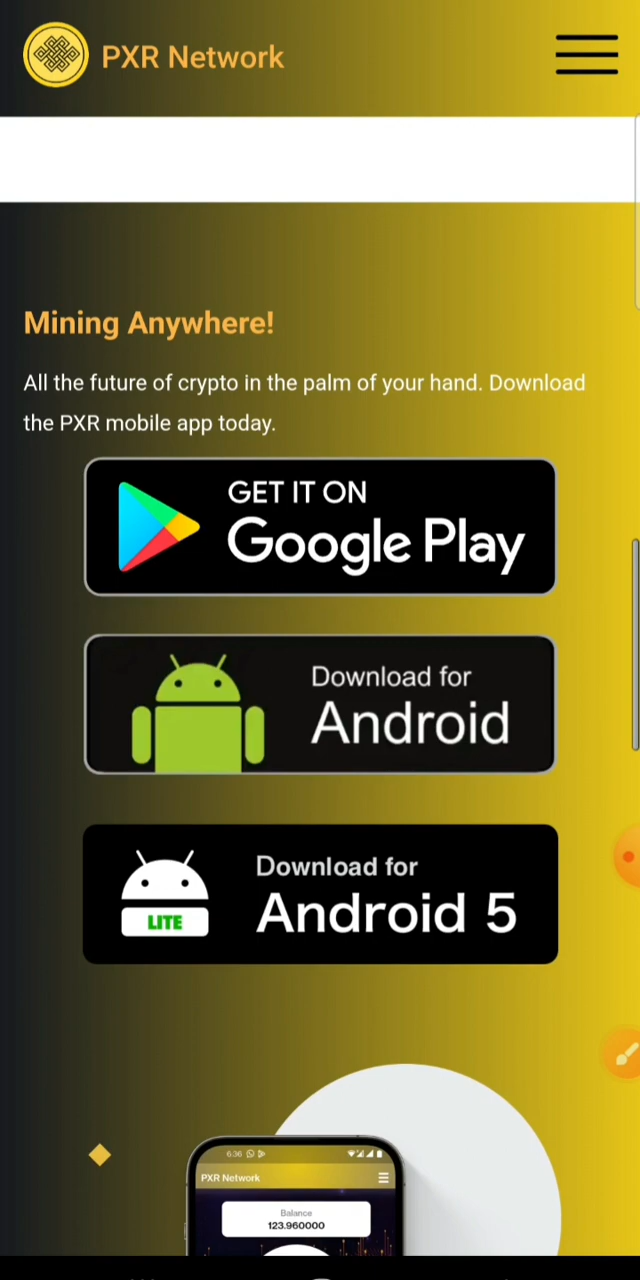 PXR Network
Mining Anywhere!
All the future of crypto in the palm of your hand. Download
the PXR mobile app today.
GET IT ON
Google Play
Download for
Android
LITE
Download for
Android 5
6:36
PXR Network
Balance
123.960000